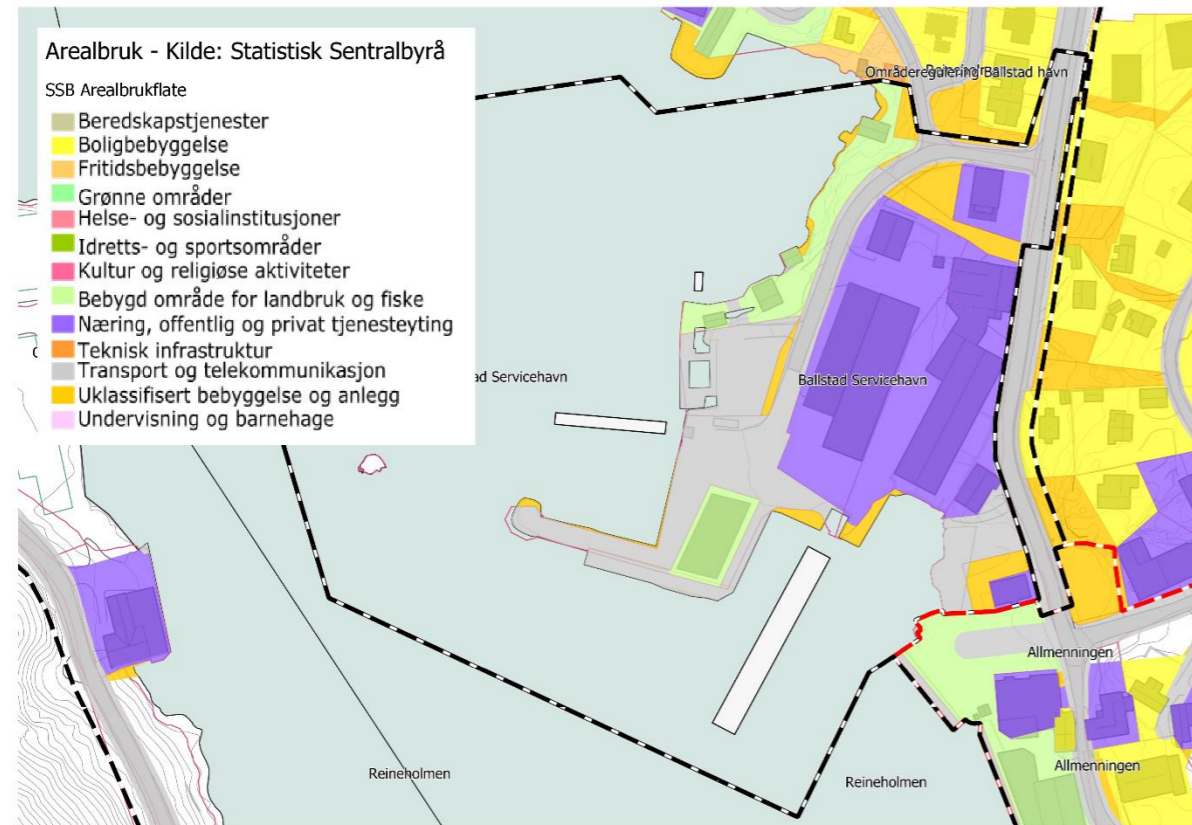 Arealbruk - Kilde: Statistisk Sentralbyrå
SSB Arealbrukflate
Beredskapstjenester
Boligbebyggelse
Fritidsbebyggelse
Grønne områder
Helse- og sosialinstitusjoner
Idretts- og sportsområder
Kultur og religiøse aktiviteter
Bebygd område for landbruk og fiske
Næring, offentlig og privat tjenesteyting
Teknisk infrastruktur
Transport og telekommunikasjon
Uklassifisert bebyggelse og anlegg
Undervisning og barnehage
Områderegulering Ballstad havn
ad Servicehavn
Ballstad Servicehavn
Allmenningen
Allmenningen
Reineholmen
Reineholmen